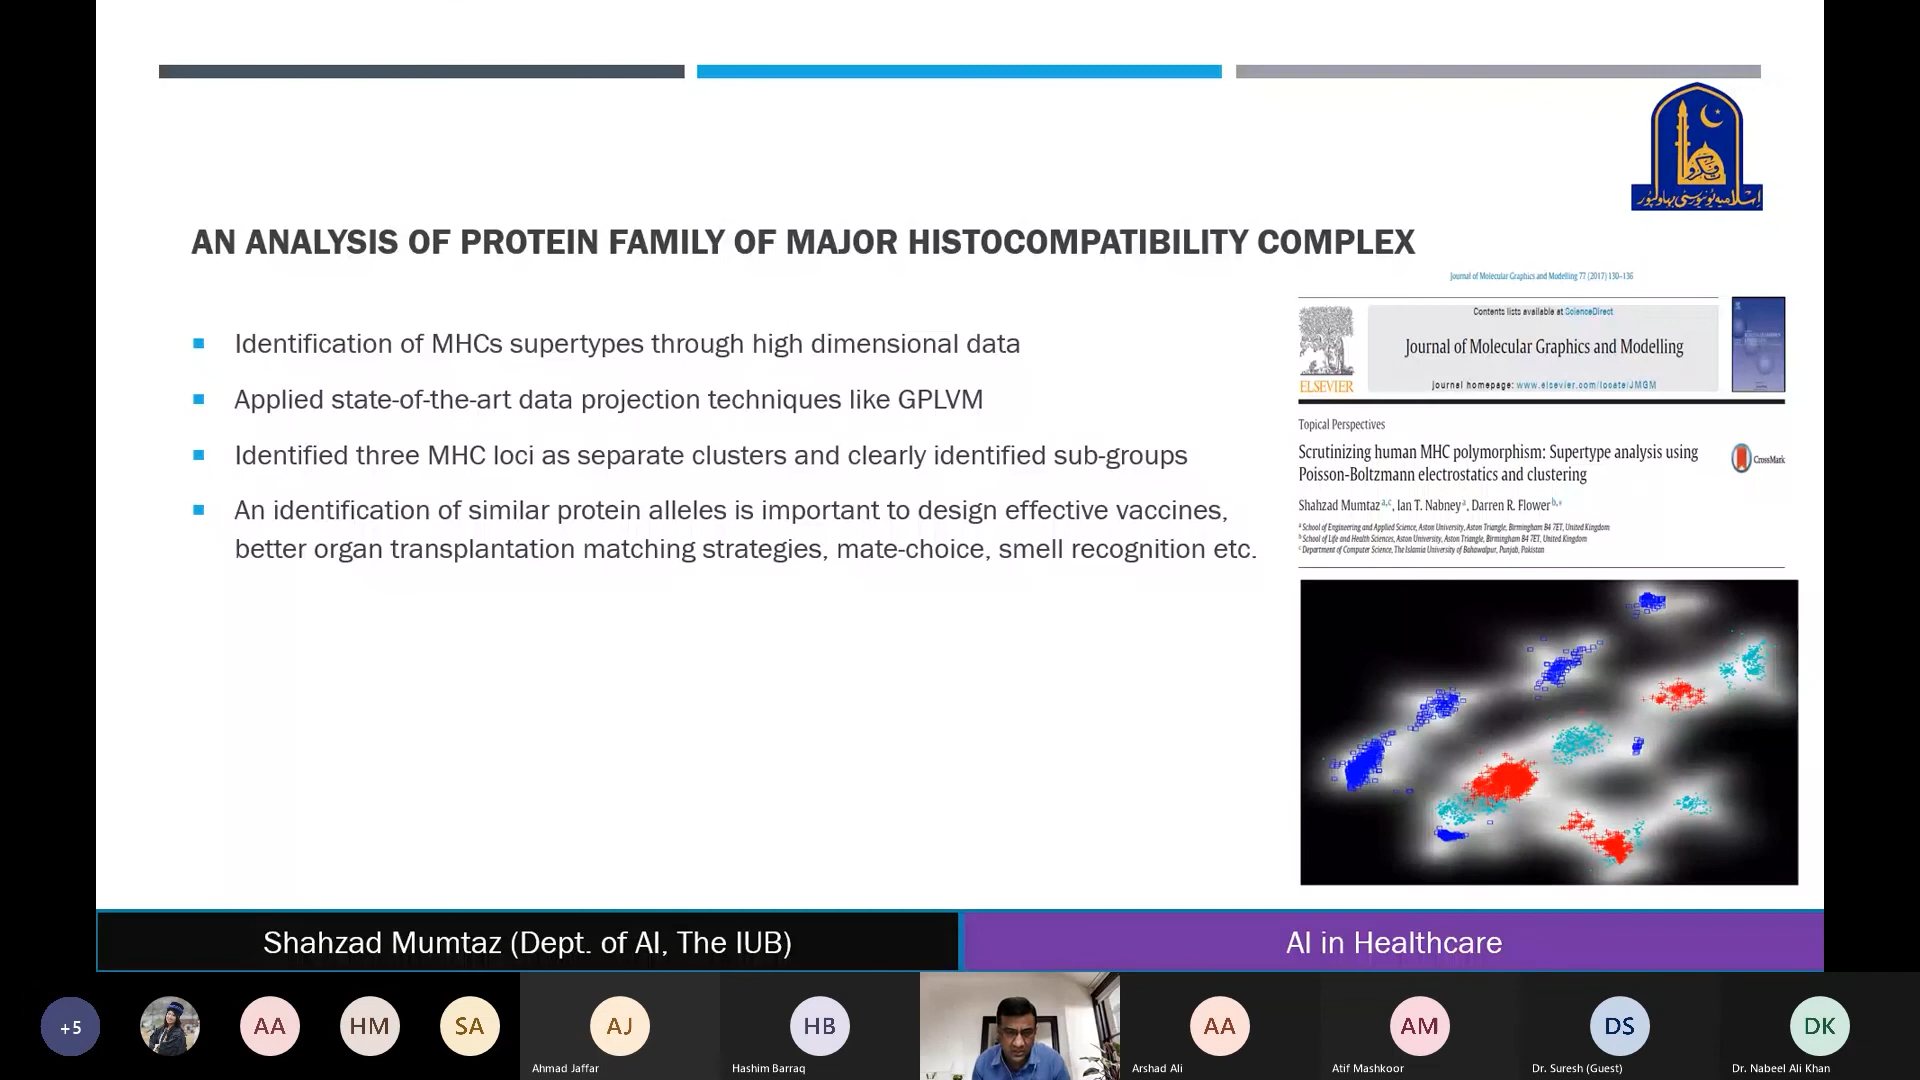 اسلامیہ یونیورسٹی بہاولپور
AN ANALYSIS OF PROTEIN FAMILY OF MAJOR HISTOCOMPATIBILITY COMPLEX
Identification of MHCs supertypes through high dimensional data
Applied state-of-the-art data projection techniques like GPLVM
Identified three MHC loci as separate clusters and clearly identified sub-groups
An identification of similar protein alleles is important to design effective vaccines,
better organ transplantation matching strategies, mate-choice, smell recognition etc.
Journal of Molecular Graphics and Modelling 77 (2017) 130–136
Contents lists available at ScienceDirect
Journal of Molecular Graphics and Modelling
journal homepage: www.elsevier.com/locate/JMGM
ELSEVIER
Topical Perspectives
Scrutinizing human MHC polymorphism: Supertype analysis using
Poisson-Boltzmann electrostatics and clustering
CrossMark
Shahzad Mumtaz a,c, Ian T. Nabney a, Darren R. Flower b,*
a School of Engineering and Applied Science, Aston University, Aston Triangle, Birmingham B4 7ET, United Kingdom
b School of Life and Health Sciences, Aston University, Aston Triangle, Birmingham B4 7ET, United Kingdom
c Department of Computer Science, The Islamia University of Bahawalpur, Punjab, Pakistan
Shahzad Mumtaz (Dept. of AI, The IUB)
AI in Healthcare
+5
AA
HM
SA
AJ
Ahmad Jaffar
HB
Hashim Barraq
AA
Arshad Ali
AM
Atif Mashkoor
DS
Dr. Suresh (Guest)
DK
Dr. Nabeel Ali Khan